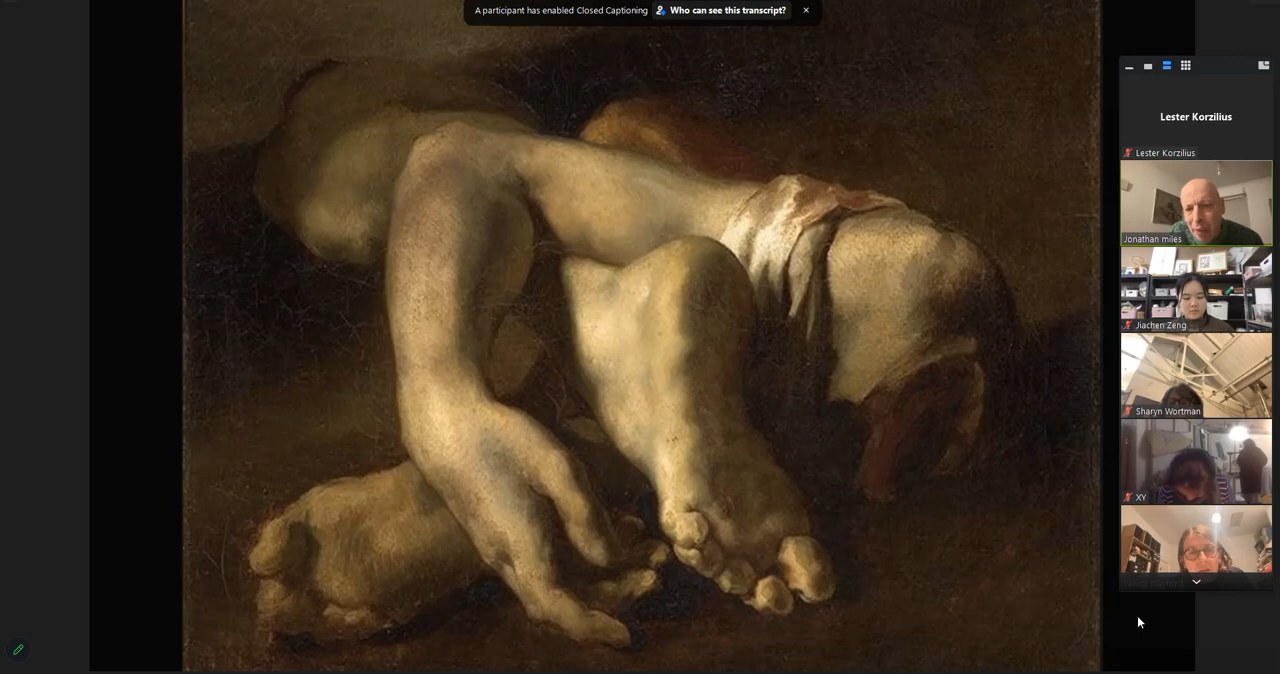 A participant has enabled Closed Captioning Who can see this transcript?
Lester Korzilius
Lester Korzilius
Jonathan miles
Jiachen Zeng
Sharyn Wortman
XY